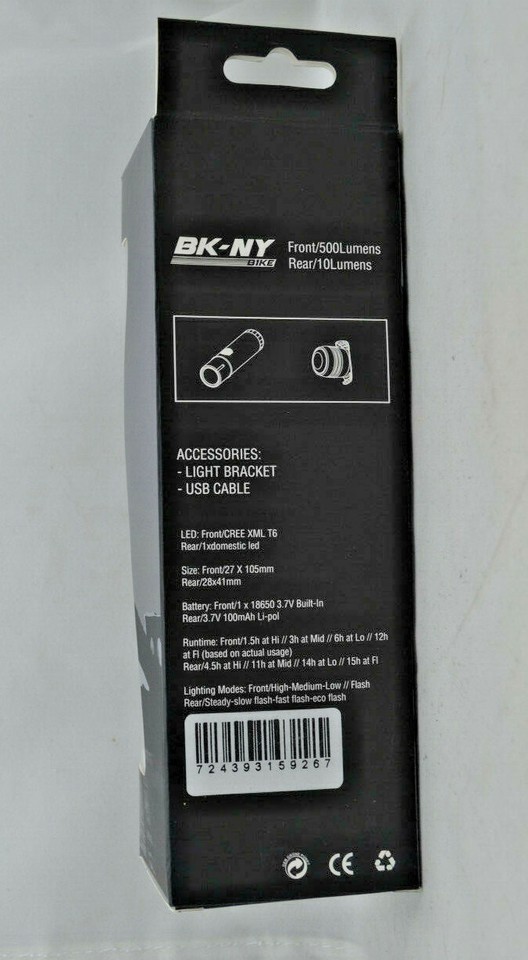 BK-NY
BIKE
Front/500Lumens
Rear/10Lumens
ACCESSORIES:
- LIGHT BRACKET
- USB CABLE
LED: Front/CREE XML T6
Rear/1xdomestic led
Size: Front/27 X 105mm
Rear/28x41mm
Battery: Front/1 x 18650 3.7V Built-In
Rear/3.7V 100mAh Li-pol
Runtime: Front/1.5h at Hi // 3h at Mid // 6h at Lo // 12h
at Fl (based on actual usage)
Rear/4.5h at Hi // 11h at Mid // 14h at Lo // 15h at Fl
Lighting Modes: Front/High-Medium-Low // Flash
Rear/Steady-slow flash-fast flash-eco flash
724393159267
CE